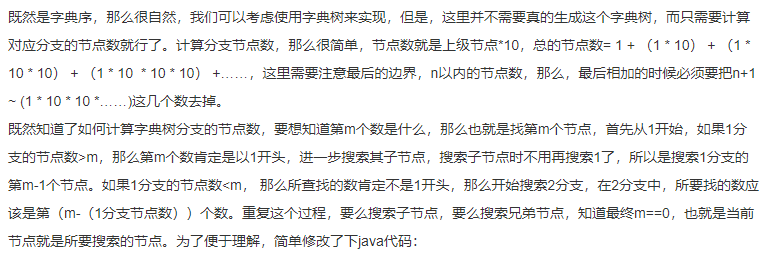 既然是字典序，那么很自然，我们可以考虑使用字典树来实现，但是，这里并不需要真的生成这个字典树，而只需要计算
对应分支的节点数就行了。计算分支节点数，那么很简单，节点数就是上级节点*10，总的节点数= 1 + （1 * 10） + （1 *
10 * 10） + （1 * 10  * 10 * 10） +……，这里需要注意最后的边界，n以内的节点数，那么，最后相加的时候必须要把n+1
~ (1 * 10 * 10 *……)这几个数去掉。
既然知道了如何计算字典树分支的节点数，要想知道第m个数是什么，那么也就是找第m个节点，首先从1开始，如果1分
支的节点数>m，那么第m个数肯定是以1开头，进一步搜索其子节点，搜索子节点时不用再搜索1了，所以是搜索1分支的
第m-1个节点。如果1分支的节点数<m， 那么所查找的数肯定不是1开头，那么开始搜索2分支，在2分支中，所要找的数应
该是第（m-（1分支节点数））个数。重复这个过程，要么搜索子节点，要么搜索兄弟节点，知道最终m==0，也就是当前
节点就是所要搜索的节点。为了便于理解，简单修改了下java代码：